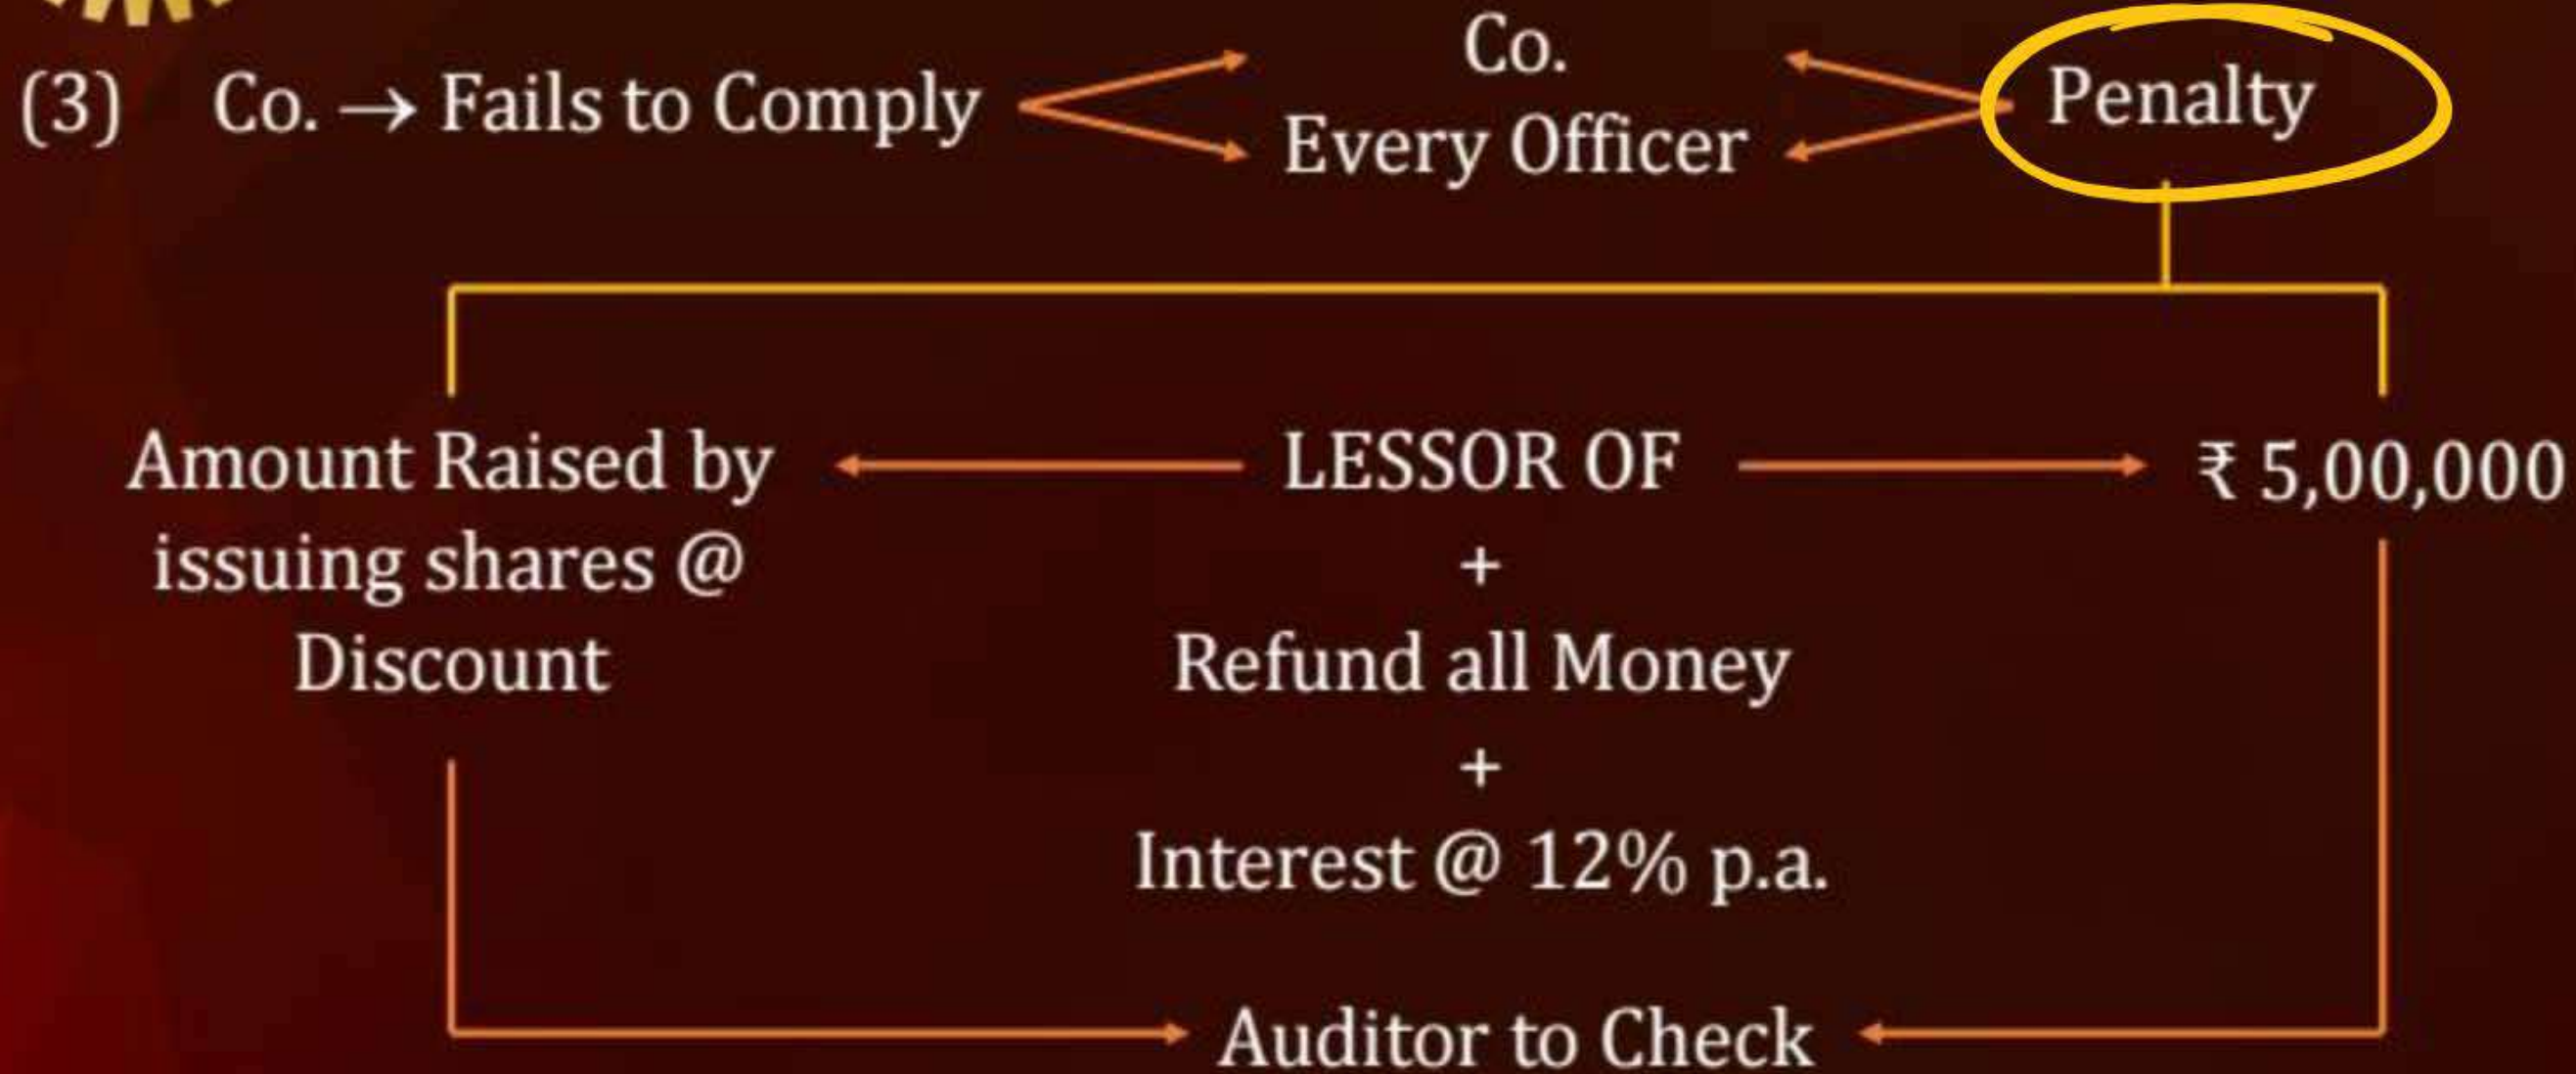 (3) Co. → Fails to Comply
Co.
Every Officer
Penalty
Amount Raised by
issuing shares @
Discount
LESSOR OF
+
Refund all Money
+
Interest @ 12% p.a.
₹ 5,00,000
Auditor to Check